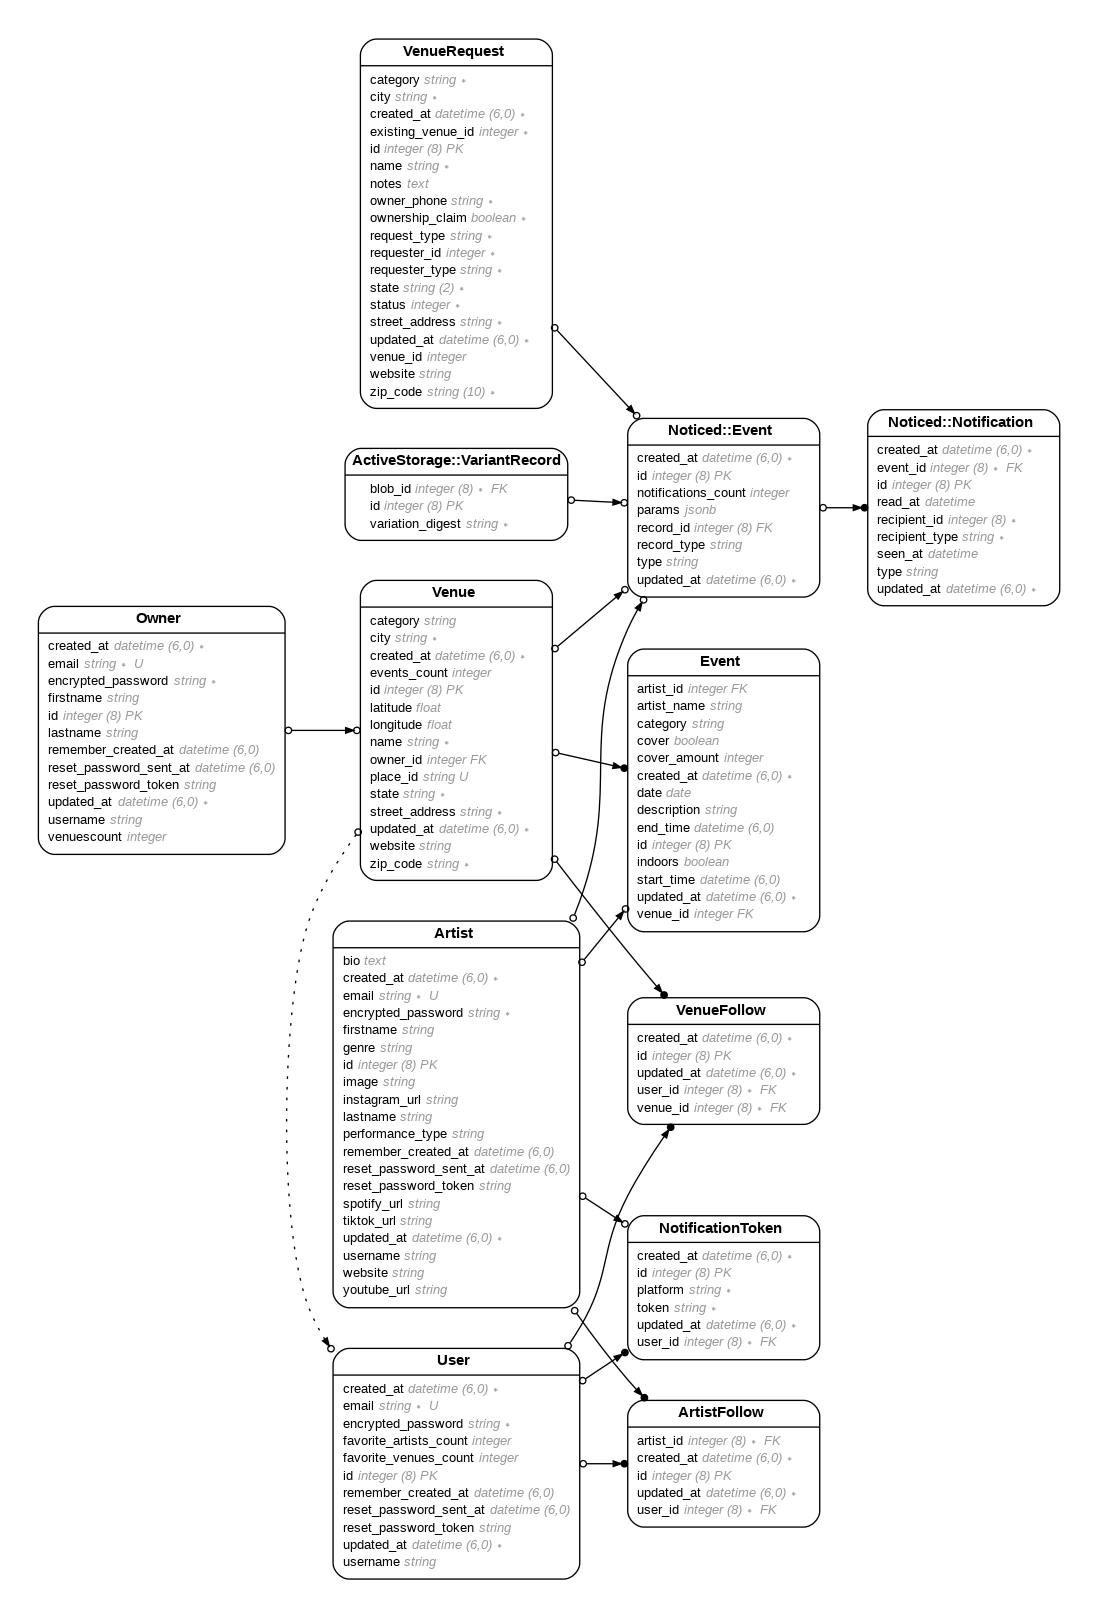 VenueRequest
category string *
city string *
created_at datetime (6,0) *
existing_venue_id integer *
id integer (8) PK
name string *
notes text
owner_phone string *
ownership_claim boolean *
request_type string *
requester_id integer *
requester_type string *
state string (2) *
status integer *
street_address string *
updated_at datetime (6,0) *
venue_id integer
website string
zip_code string (10) *
Noticed::Event
created_at datetime (6,0) *
id integer (8) PK
notifications_count integer
params jsonb
record_id integer (8) FK
record_type string
type string
updated_at datetime (6,0) *
Noticed::Notification
created_at datetime (6,0) *
event_id integer (8) * FK
id integer (8) PK
read_at datetime
recipient_id integer (8) *
recipient_type string *
seen_at datetime
type string
updated_at datetime (6,0) *
ActiveStorage::VariantRecord
blob_id integer (8) * FK
id integer (8) PK
variation_digest string *
Owner
created_at datetime (6,0) *
email string * U
encrypted_password string *
firstname string
id integer (8) PK
lastname string
remember_created_at datetime (6,0)
reset_password_sent_at datetime (6,0)
reset_password_token string
updated_at datetime (6,0) *
username string
venuescount integer
Venue
category string
city string *
created_at datetime (6,0) *
events_count integer
id integer (8) PK
latitude float
longitude float
name string *
owner_id integer FK
place_id string U
state string *
street_address string *
updated_at datetime (6,0) *
website string
zip_code string *
Event
artist_id integer FK
artist_name string
category string
cover boolean
cover_amount integer
created_at datetime (6,0) *
date date
description string
end_time datetime (6,0)
id integer (8) PK
indoors boolean
start_time datetime (6,0)
updated_at datetime (6,0) *
venue_id integer FK
Artist
bio text
created_at datetime (6,0) *
email string * U
encrypted_password string *
firstname string
genre string
id integer (8) PK
image string
instagram_url string
lastname string
performance_type string
remember_created_at datetime (6,0)
reset_password_sent_at datetime (6,0)
reset_password_token string
spotify_url string
tiktok_url string
updated_at datetime (6,0) *
username string
website string
youtube_url string
VenueFollow
created_at datetime (6,0) *
id integer (8) PK
updated_at datetime (6,0) *
user_id integer (8) * FK
venue_id integer (8) * FK
NotificationToken
created_at datetime (6,0) *
id integer (8) PK
platform string *
token string *
updated_at datetime (6,0) *
user_id integer (8) * FK
User
created_at datetime (6,0) *
email string * U
encrypted_password string *
favorite_artists_count integer
favorite_venues_count integer
id integer (8) PK
remember_created_at datetime (6,0)
reset_password_sent_at datetime (6,0)
reset_password_token string
updated_at datetime (6,0) *
username string
ArtistFollow
artist_id integer (8) * FK
created_at datetime (6,0) *
id integer (8) PK
updated_at datetime (6,0) *
user_id integer (8) * FK